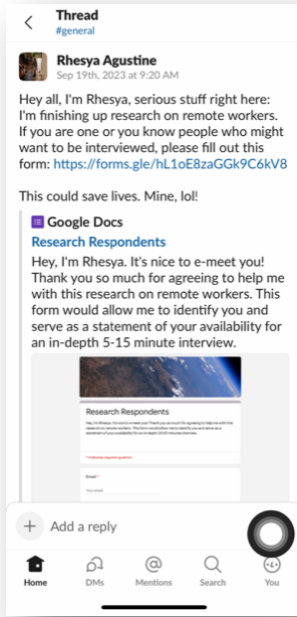 Thread
#general
Rhesya Agustine
Sep 19th, 2023 at 9:20 AM
Hey all, I'm Rhesya, serious stuff right here:
I'm finishing up research on remote workers.
If you are one or you know people who might
want to be interviewed, please fill out this
form: https://forms.gle/hL1oE8zaGGk9C6kV8
This could save lives. Mine, lol!
Google Docs
Research Respondents
Hey, I'm Rhesya. It's nice to e-meet you!
Thank you so much for agreeing to help me
with this research on remote workers. This
form would allow me to identify you and
serve as a statement of your availability for
an in-depth 5-15 minute interview.
Research Respondents
Email *
Add a reply
Home
DMs
Mentions
Search
You